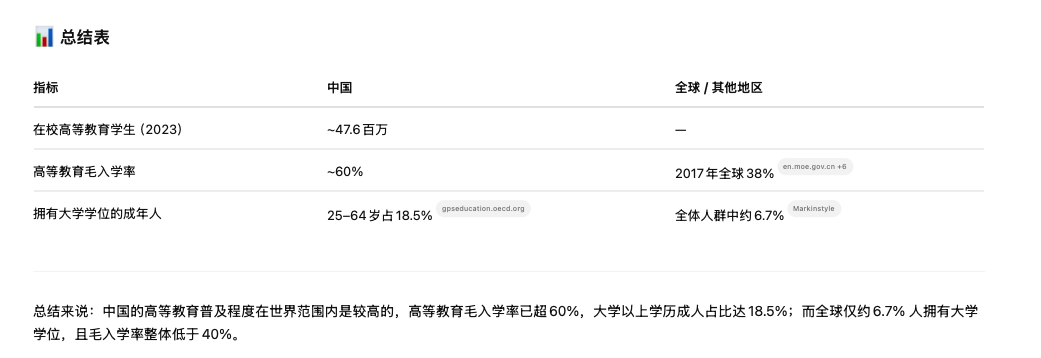 📊 总结表
指标 中国 全球 / 其他地区
在校高等教育学生 (2023) ~47.6 百万 —
高等教育毛入学率 ~60% 2017 年全球 38% en.moe.gov.cn +6
拥有大学学位的成年人 25–64 岁占 18.5% gpseducation.oecd.org 全体人群中约 6.7% Markinstyle
总结来说：中国的高等教育普及程度在世界范围内是较高的，高等教育毛入学率已超 60%，大学以上学历成人占比达 18.5%；而全球仅约 6.7% 人拥有大学
学位，且毛入学率整体低于 40%。